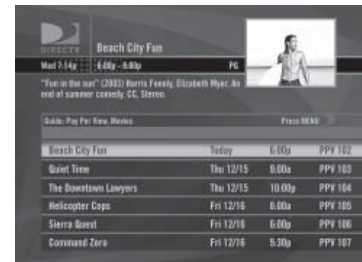 DIRECTV
Beach City Fun
Wed 7:14p 6:00p - 8:00p PG
"Fun in the sun" (2003) Harris Feenly, Elizabeth Myer. An
end of summer comedy. CC, Stereo.
Guide: Pay Per View, Movies Press MENU
Beach City Fun Today 6:00p PPV 102
Quiet Time Thu 12/15 9:00a PPV 103
The Downtown Lawyers Thu 12/15 10:00p PPV 104
Helicopter Cops Fri 12/16 PPV 105
Sierra Quest Fri 12/16 6:00p PPV 106
Command Zero Fri 12/16 9:30p PPV 107